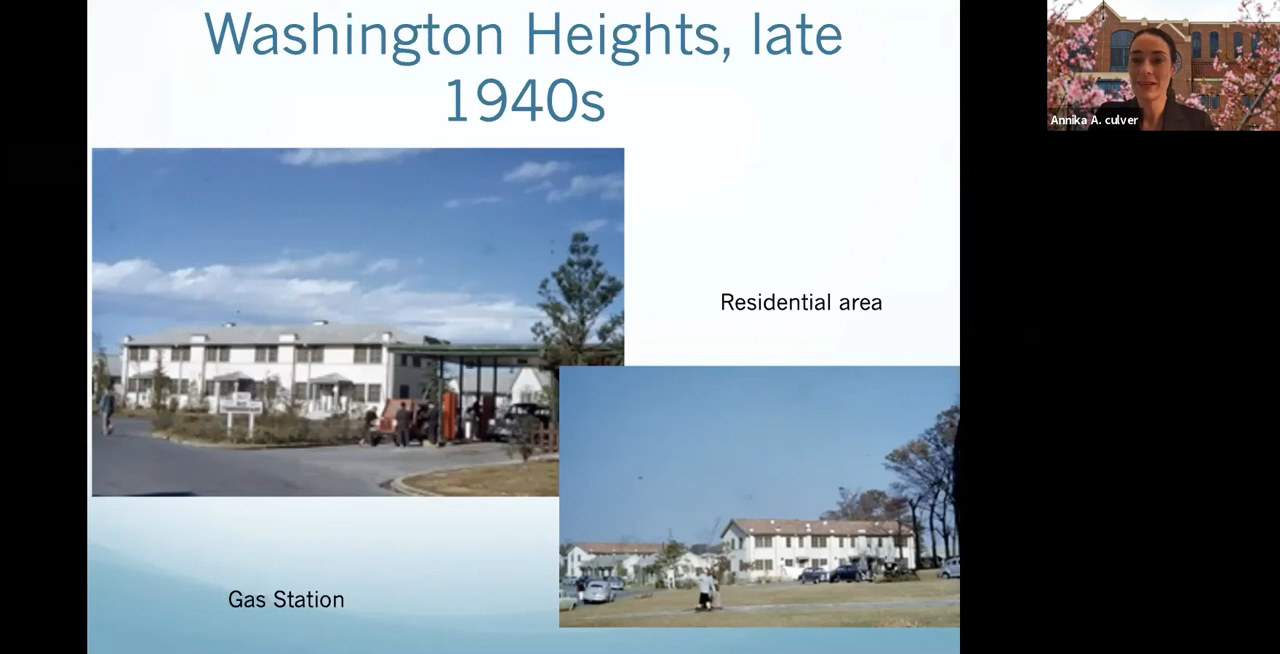 Washington Heights, late
1940s
Residential area
Gas Station
Annika A. culver